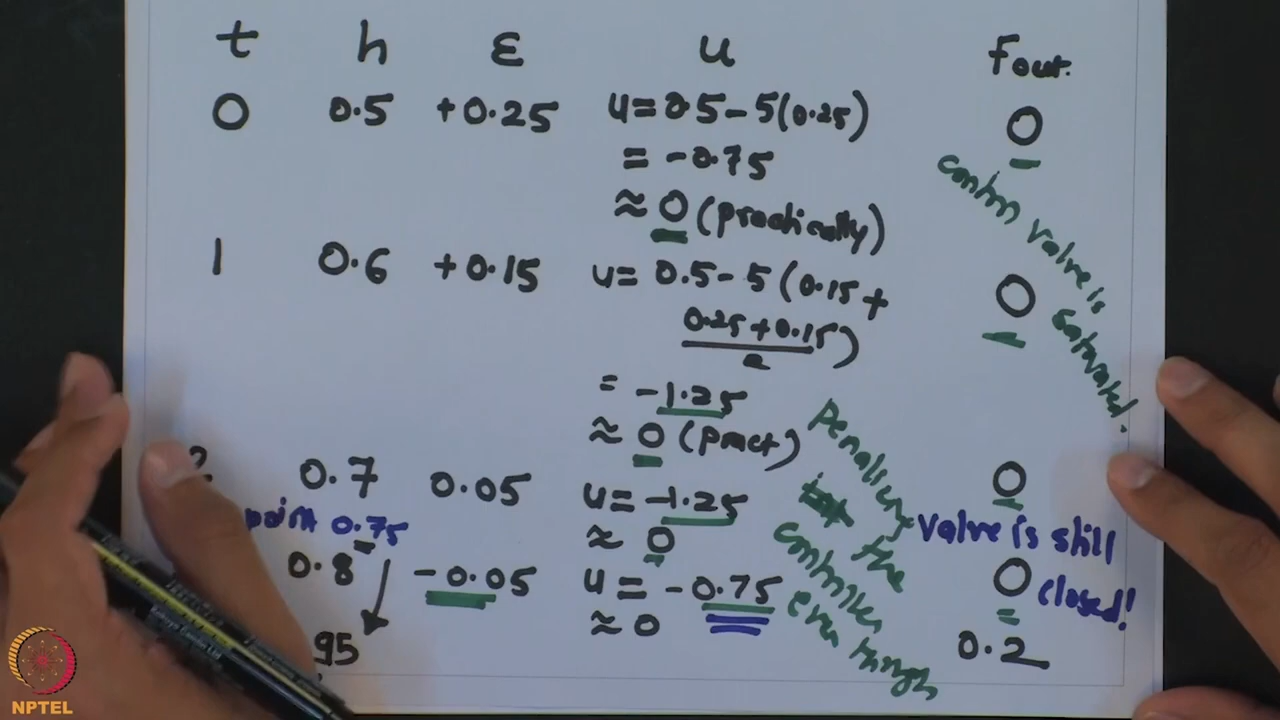 t h ε u Fout.
0 0.5 +0.25 u= 0.5-5(0.25) 0
= -0.75
≈ 0 (practically)
1 0.6 +0.15 u= 0.5-5(0.15+ 0
0.25+0.15)
2
= -1.25
≈ 0 (pract)
control valve is saturated.
2 0.7 0.05 u= -1.25 0
≈ 0
point 0.75
valve is still
closed!
0.8 -0.05 u= -0.75 0
≈ 0
95 0.2
the
controller
even though
NPTEL